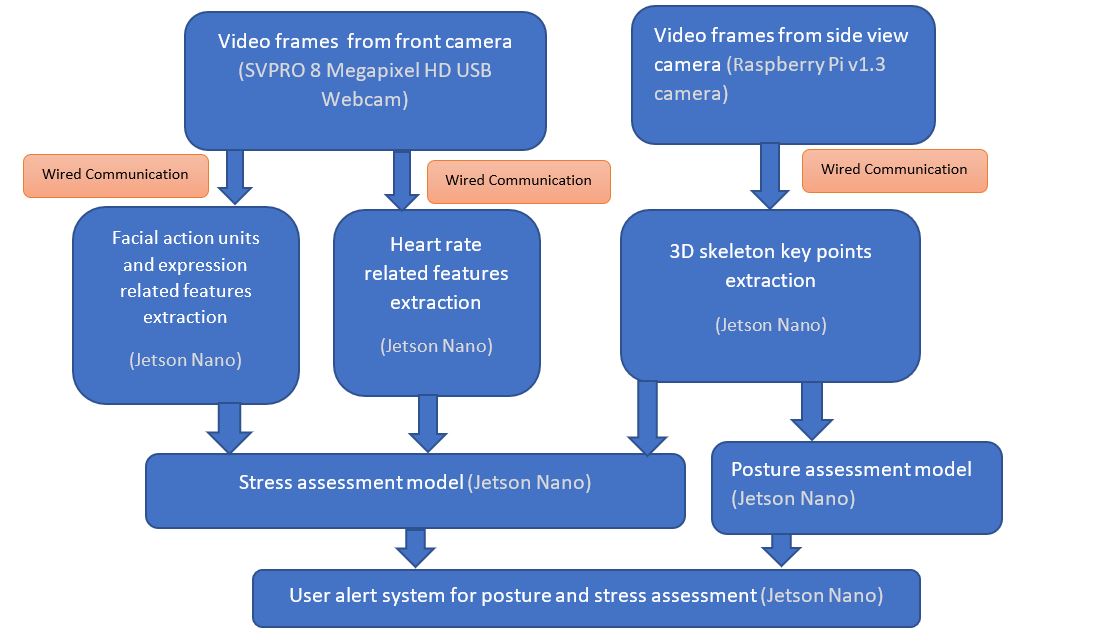 Video frames from front camera
(SVPRO 8 Megapixel HD USB
Webcam)
Video frames from side view
camera (Raspberry Pi v1.3
camera)
Wired Communication
Wired Communication
Wired Communication
Facial action units
and expression
related features
extraction
(Jetson Nano)
Heart rate
related features
extraction
(Jetson Nano)
3D skeleton key points
extraction
(Jetson Nano)
Stress assessment model (Jetson Nano)
Posture assessment model
(Jetson Nano)
User alert system for posture and stress assessment (Jetson Nano)